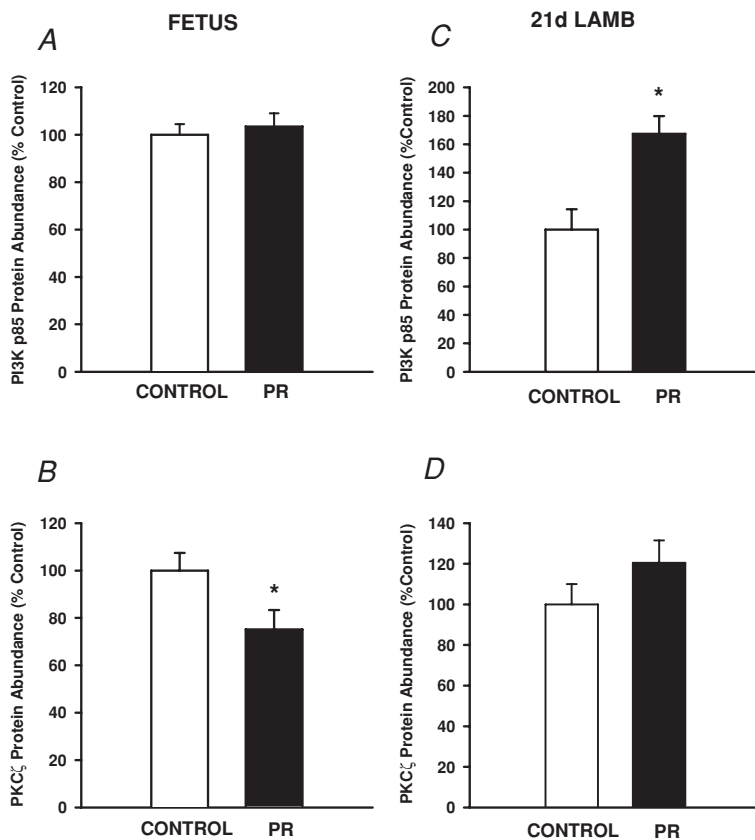 FETUS
21d LAMB
A
PI3K p85 Protein Abundance (% Control)
120
100
80
60
40
20
0
CONTROL PR
C
PI3K p85 Protein Abundance (%Control)
200
180
160
140
120
100
80
60
40
20
0
*
CONTROL PR
B
PKCζ Protein Abundance (% Control)
120
100
80
60
40
20
0
*
CONTROL PR
D
PKCζ Protein Abundance (%Control)
140
120
100
80
60
40
20
0
CONTROL PR